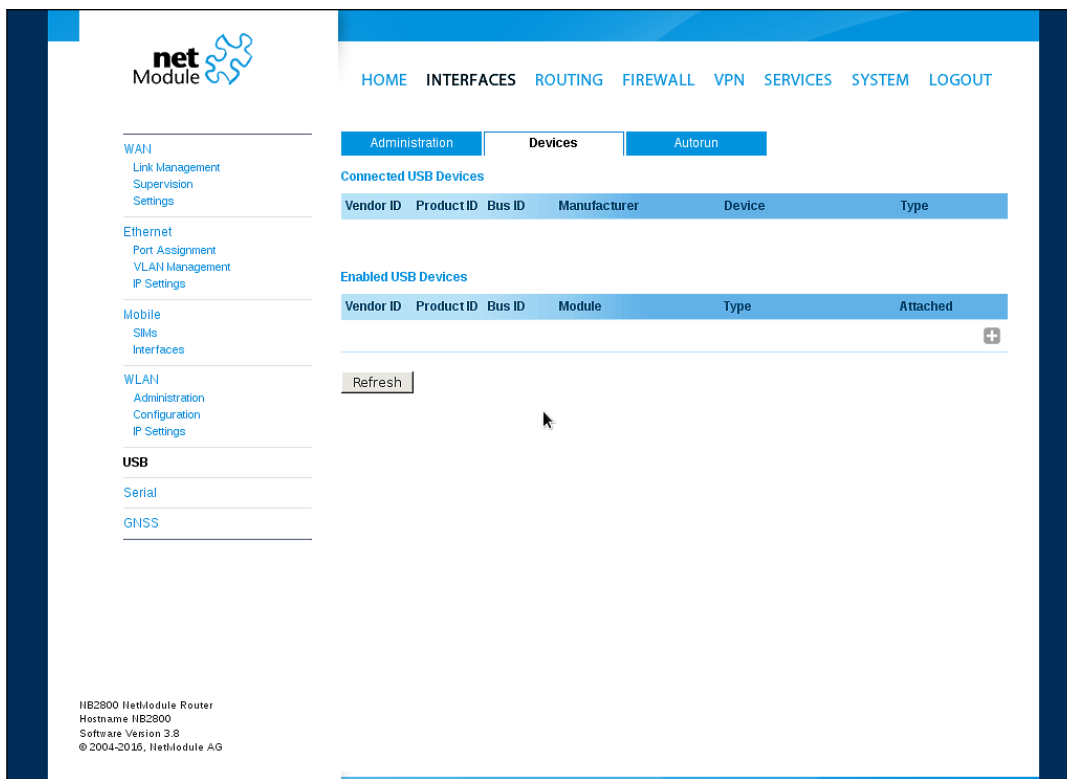 net
Module
HOME INTERFACES ROUTING FIREWALL VPN SERVICES SYSTEM LOGOUT
WAN
Link Management
Supervision
Settings
Ethernet
Port Assignment
VLAN Management
IP Settings
Mobile
SIMs
Interfaces
WLAN
Administration
Configuration
IP Settings
USB
Serial
GNSS
Administration Devices Autorun
Connected USB Devices
Vendor ID Product ID Bus ID Manufacturer Device Type
Enabled USB Devices
Vendor ID Product ID Bus ID Module Type Attached
Refresh
NB2800 NetModule Router
Hostname NB2800
Software Version 3.8
© 2004-2016, NetModule AG